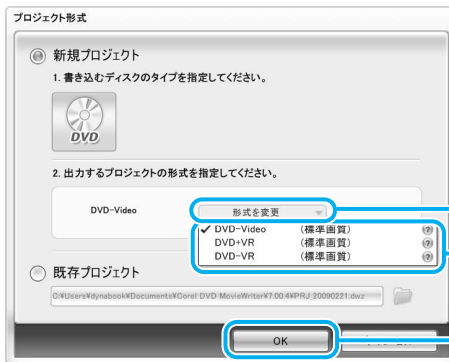 プロジェクト形式
新規プロジェクト
1. 書き込むディスクのタイプを指定してください。
DVD
2. 出力するプロジェクトの形式を指定してください。
DVD-Video
形式を変更
✓ DVD-Video (標準画質)
DVD+VR (標準画質)
DVD-VR (標準画質)
既存プロジェクト
C:¥Users¥dynabook¥Documents¥Corel DVD MovieWriter¥7.00.4¥PRJ_20090221.dwz
OK